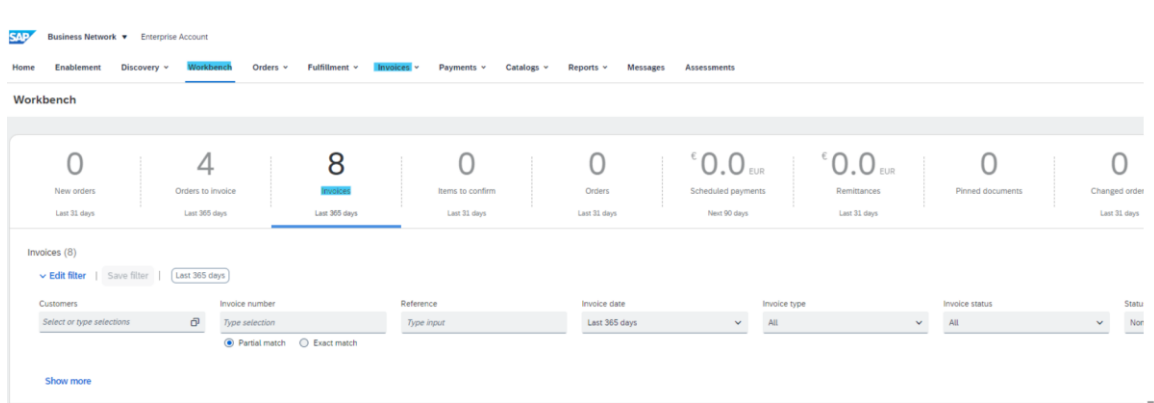 SAP Business Network ▼ Enterprise Account
Home Enablement Discovery Workbench Orders Fulfillment Invoices Payments Catalogs Reports Messages Assessments
Workbench
0 4 8 0 0 € 0.0 EUR € 0.0 EUR 0 0
New orders Orders to invoice Invoices Items to confirm Orders Scheduled payments Remittances Pinned documents Changed order
Last 31 days Last 365 days Last 365 days Last 31 days Last 31 days Next 90 days Last 31 days Last 31 days
Invoices (8)
Edit filter | Save filter | Last 365 days
Customers Invoice number Reference Invoice date Invoice type Invoice status Statu
Select or type selections Type selection Type input Last 365 days All All Non
Partial match Exact match
Show more